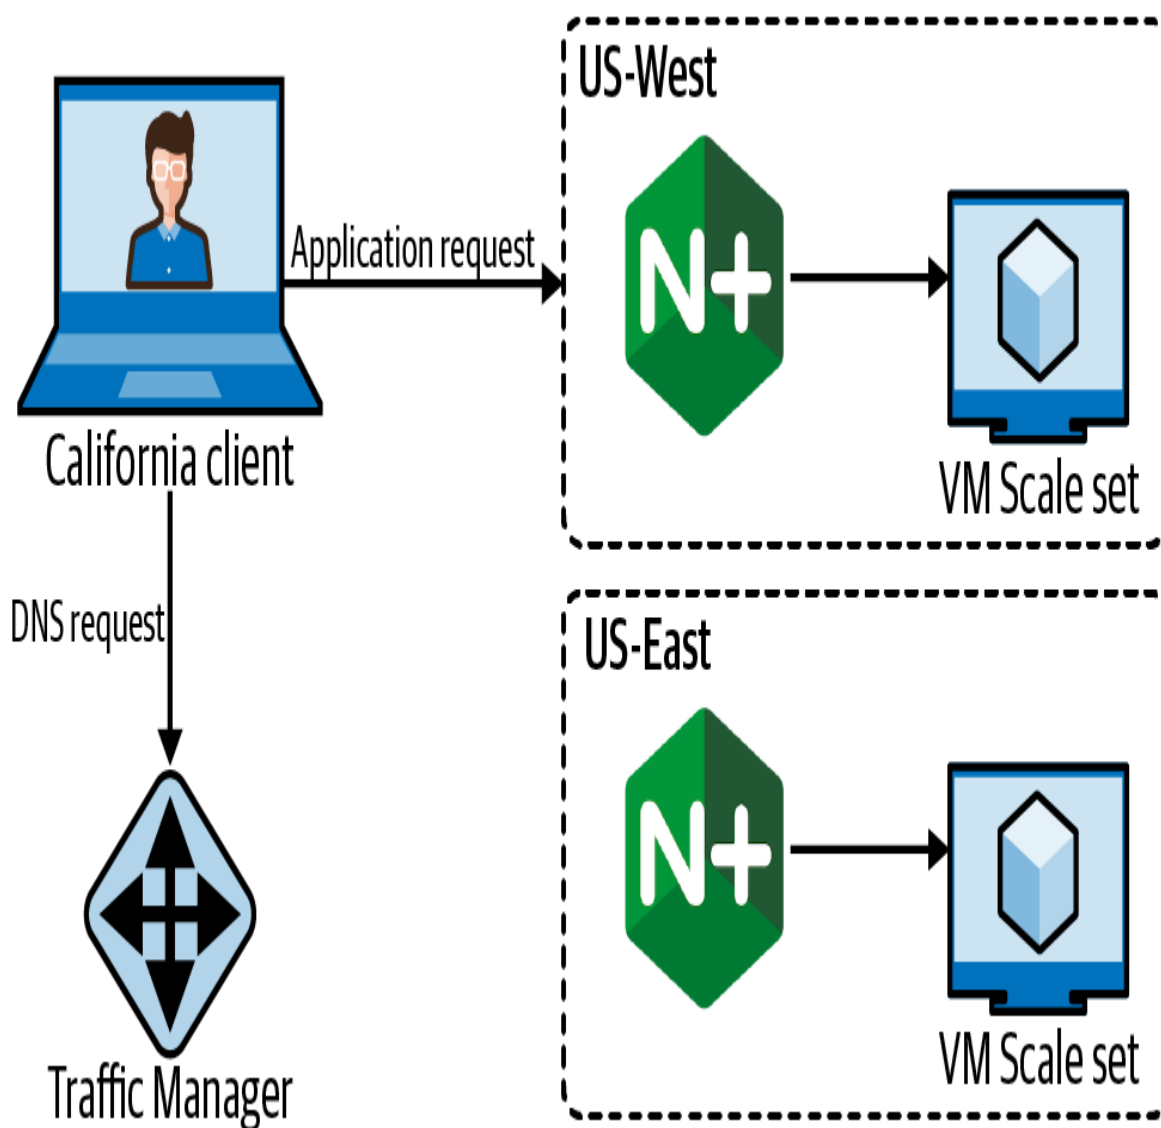 US-West
N+
Application request
VM Scale set
California client
DNS request
US-East
N+
VM Scale set
Traffic Manager